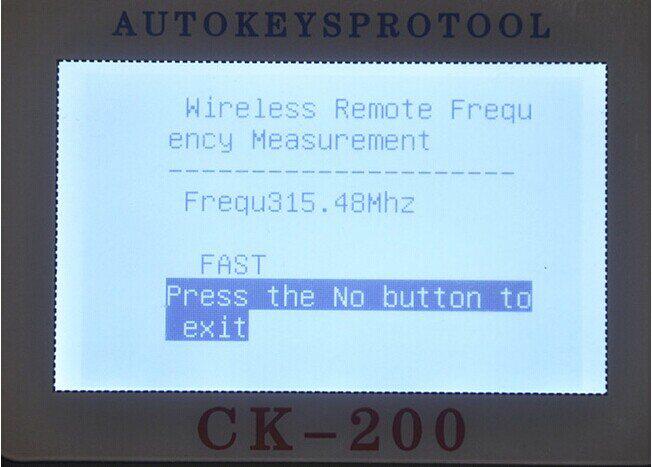 AUTOKEYSPROTOOL
Wireless Remote Frequ
ency Measurement
----------------------
Frequ315.48Mhz
FAST
Press the No button to
exit
CK-200